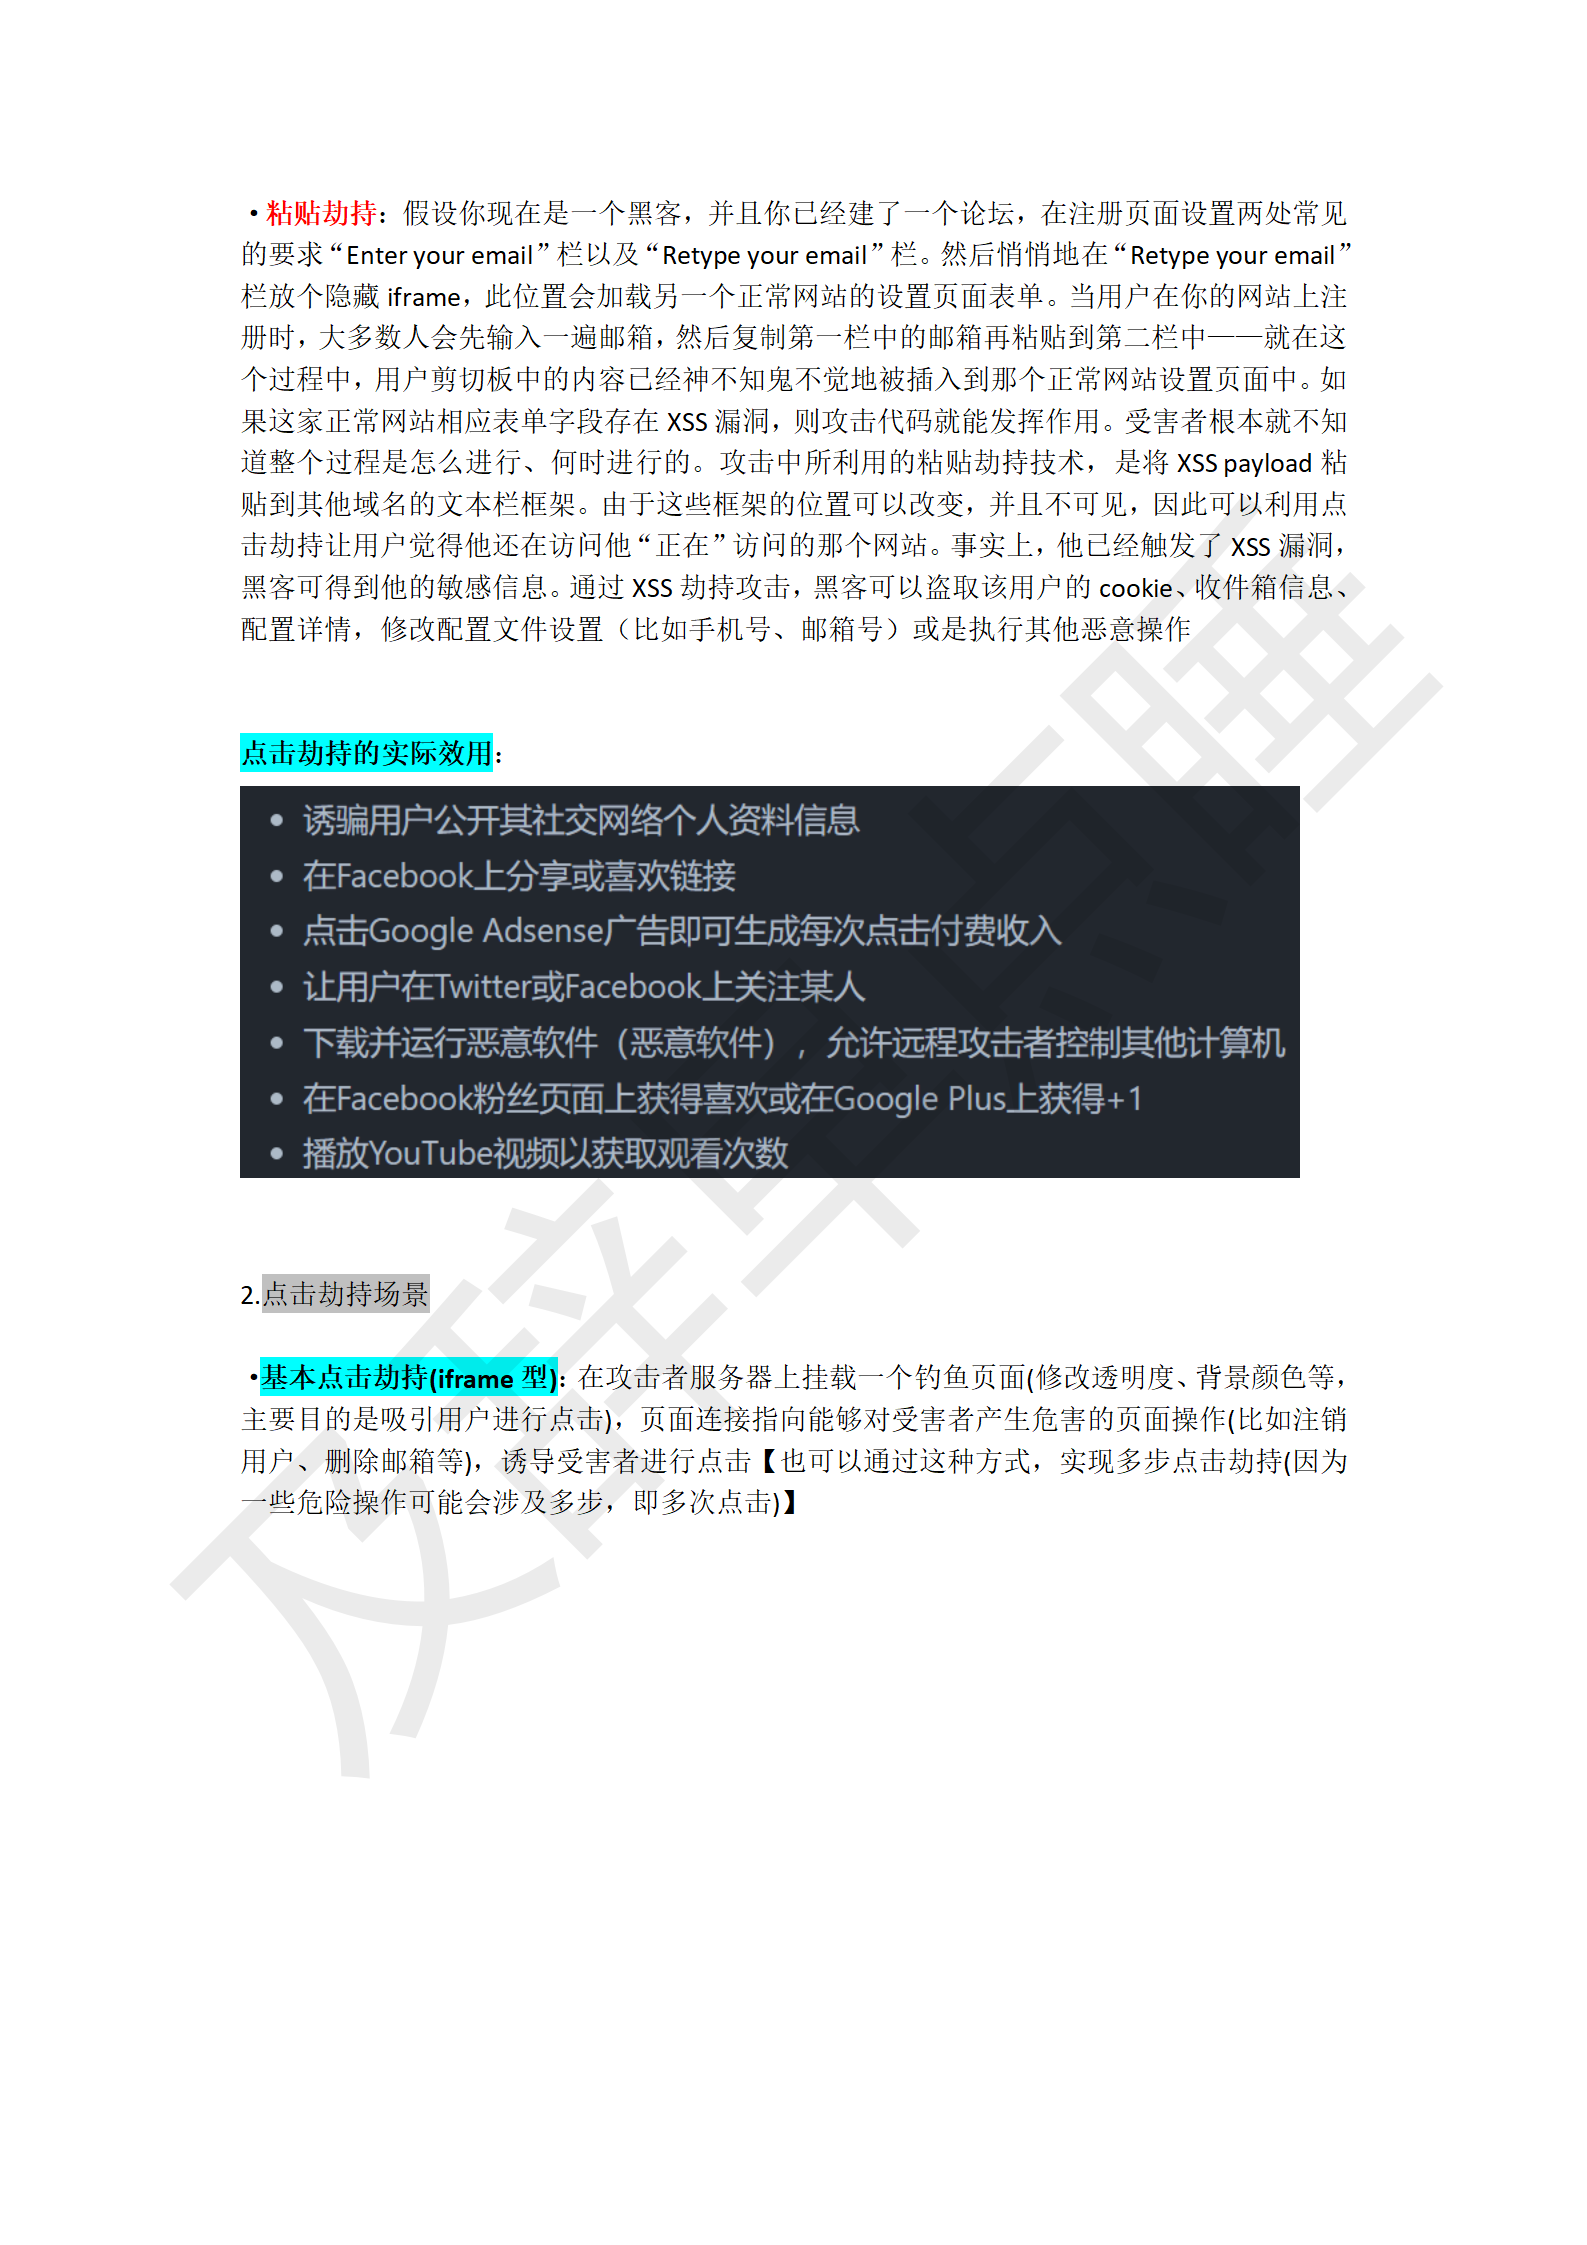 ·粘贴劫持：假设你现在是一个黑客，并且你已经建了一个论坛，在注册页面设置两处常见
的要求“Enter your email”栏以及“Retype your email”栏。然后悄悄地在“Retype your email”
栏放个隐藏 iframe，此位置会加载另一个正常网站的设置页面表单。当用户在你的网站上注
册时，大多数人会先输入一遍邮箱，然后复制第一栏中的邮箱再粘贴到第二栏中——就在这
个过程中，用户剪切板中的内容已经神不知鬼不觉地被插入到那个正常网站设置页面中。如
果这家正常网站相应表单字段存在 XSS 漏洞，则攻击代码就能发挥作用。受害者根本就不知
道整个过程是怎么进行、何时进行的。攻击中所利用的粘贴劫持技术，是将 XSS payload 粘
贴到其他域名的文本栏框架。由于这些框架的位置可以改变，并且不可见，因此可以利用点
击劫持让用户觉得他还在访问他“正在”访问的那个网站。事实上，他已经触发了 XSS 漏洞，
黑客可得到他的敏感信息。通过 XSS 劫持攻击，黑客可以盗取该用户的 cookie、收件箱信息、
配置详情，修改配置文件设置（比如手机号、邮箱号）或是执行其他恶意操作
点击劫持的实际效用：
• 诱骗用户公开其社交网络个人资料信息
• 在Facebook上分享或喜欢链接
• 点击Google Adsense广告即可生成每次点击付费收入
• 让用户在Twitter或Facebook上关注某人
• 下载并运行恶意软件（恶意软件），允许远程攻击者控制其他计算机
• 在Facebook粉丝页面上获得喜欢或在Google Plus上获得+1
• 播放YouTube视频以获取观看次数
2.点击劫持场景
·基本点击劫持(iframe 型)：在攻击者服务器上挂载一个钓鱼页面(修改透明度、背景颜色等，
主要目的是吸引用户进行点击)，页面连接指向能够对受害者产生危害的页面操作(比如注销
用户、删除邮箱等)，诱导受害者进行点击【也可以通过这种方式，实现多步点击劫持(因为
一些危险操作可能会涉及多步，即多次点击)】
及辞早点睡